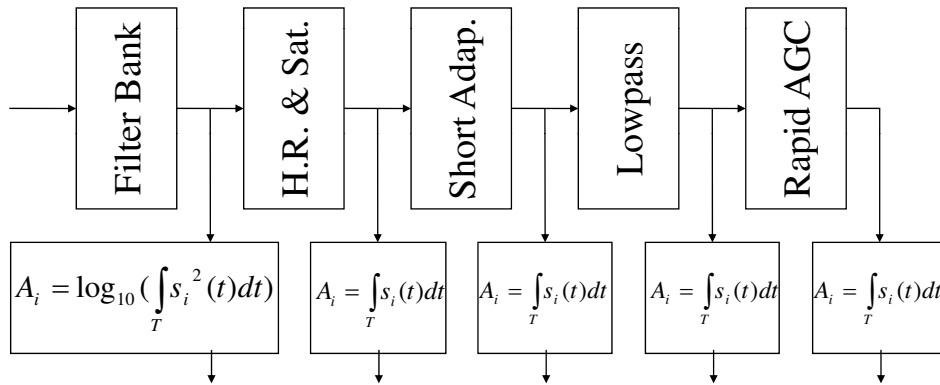 Filter Bank
H.R. & Sat.
Short Adap.
Lowpass
Rapid AGC
A_i = log_10 (∫_T s_i^2 (t)dt)
A_i = ∫_T s_i (t)dt
A_i = ∫_T s_i (t)dt
A_i = ∫_T s_i (t)dt
A_i = ∫_T s_i (t)dt